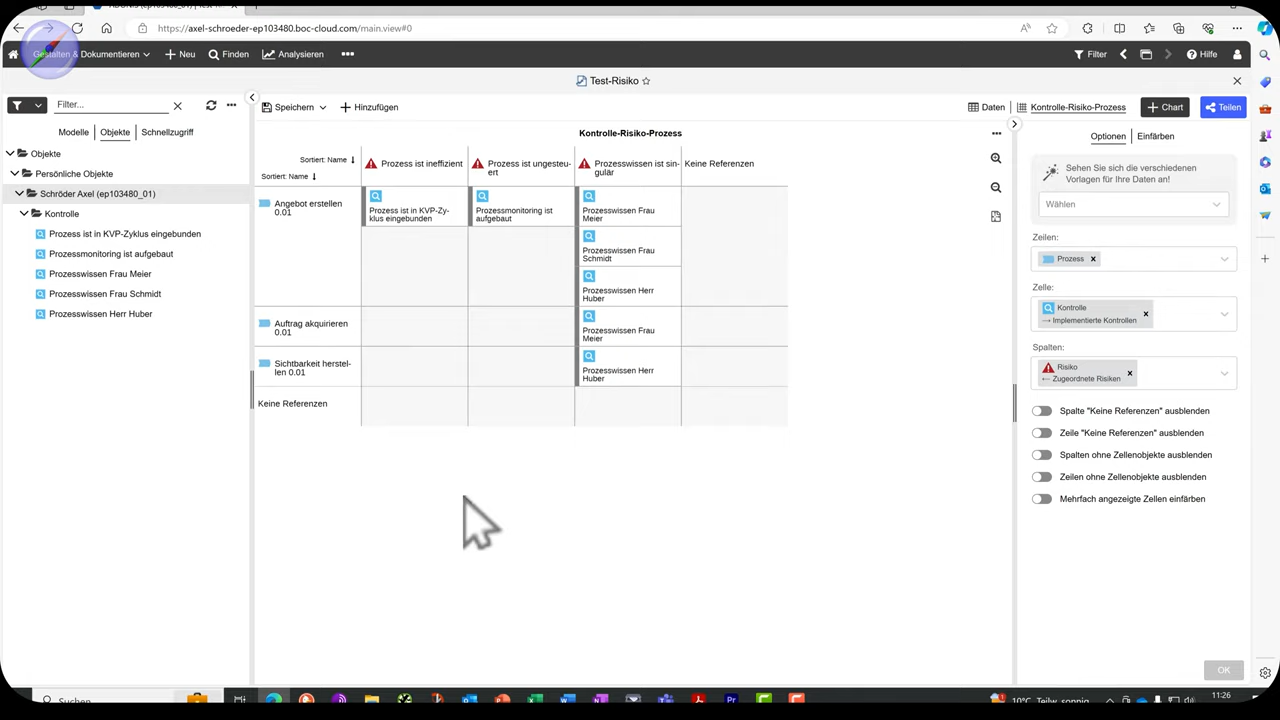 https://axel-schroeder-ep103480.boc-cloud.com/main.view#0
Gestalten & Dokumentieren
Neu
Finden
Analysieren
Filter
Hilfe
Test-Risiko
Filter...
Speichern
Hinzufügen
Daten
Kontrolle-Risiko-Prozess
Chart
Teilen
Modelle
Objekte
Schnellzugriff
Objekte
Persönliche Objekte
Schröder Axel (ep103480_01)
Kontrolle
Prozess ist in KVP-Zyklus eingebunden
Prozessmonitoring ist aufgebaut
Prozesswissen Frau Meier
Prozesswissen Frau Schmidt
Prozesswissen Herr Huber
Kontrolle-Risiko-Prozess
Sortiert: Name
Sortiert: Name
Prozess ist ineffizient
Prozess ist ungesteu-
ert
Prozesswissen ist sin-
gulär
Keine Referenzen
Angebot erstellen
0.01
Prozess ist in KVP-Zy-
klus eingebunden
Prozessmonitoring ist
aufgebaut
Prozesswissen Frau
Meier
Prozesswissen Frau
Schmidt
Prozesswissen Herr
Huber
Auftrag akquirieren
0.01
Prozesswissen Frau
Meier
Sichtbarkeit herstel-
len 0.01
Prozesswissen Herr
Huber
Keine Referenzen
Optionen
Einfärben
Sehen Sie sich die verschiedenen
Vorlagen für Ihre Daten an!
Wählen
Zeilen:
Prozess
Zelle:
Kontrolle
Implementierte Kontrollen
Spalten:
Risiko
Zugeordnete Risiken
Spalte "Keine Referenzen" ausblenden
Zeile "Keine Referenzen" ausblenden
Spalten ohne Zellenobjekte ausblenden
Zeilen ohne Zellenobjekte ausblenden
Mehrfach angezeigte Zellen einfärben
OK
Suchen
10°C Teilw. sonnig
11:26